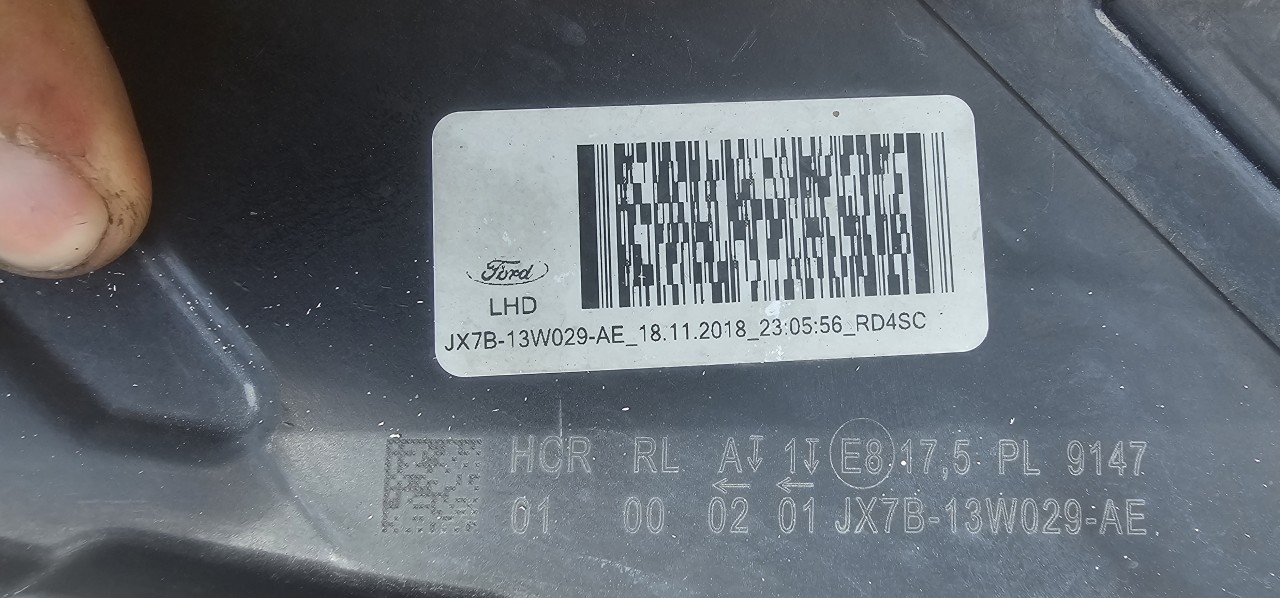 Ford
LHD
JX7B-13W029-AE_18.11.2018_23:05:56_RD4SC
HCR RL A 1 E8 17,5 PL 9147
01 00 02 01 JX7B-13W029-AE